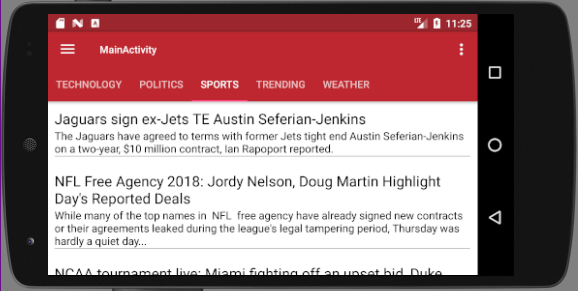 LTE 11:25
MainActivity
TECHNOLOGY POLITICS SPORTS TRENDING WEATHER
Jaguars sign ex-Jets TE Austin Seferian-Jenkins
The Jaguars have agreed to terms with former Jets tight end Austin Seferian-Jenkins
on a two-year, $10 million contract, Ian Rapoport reported.
NFL Free Agency 2018: Jordy Nelson, Doug Martin Highlight
Day's Reported Deals
While many of the top names in NFL free agency have already signed new contracts
or their agreements leaked during the league's legal tampering period, Thursday was
hardly a quiet day...
NCAA tournament live: Miami fighting off an upset bid, Duke